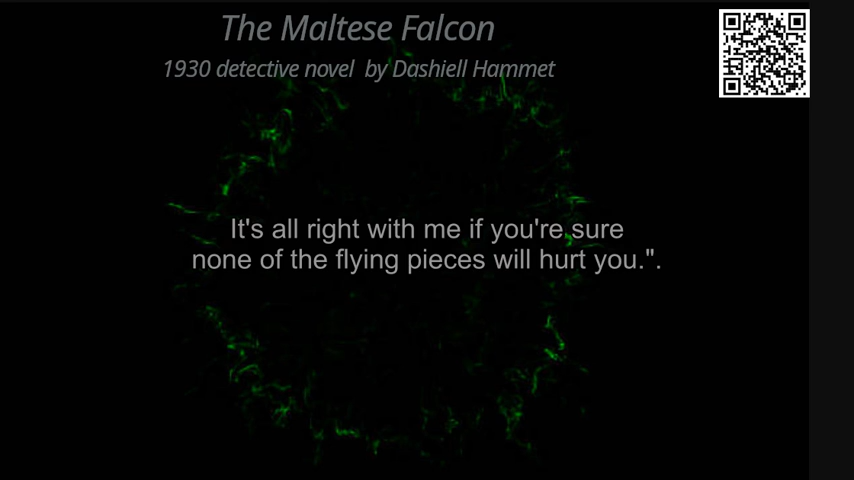 The Maltese Falcon
1930 detective novel by Dashiell Hammet
It's all right with me if you're sure
none of the flying pieces will hurt you.".